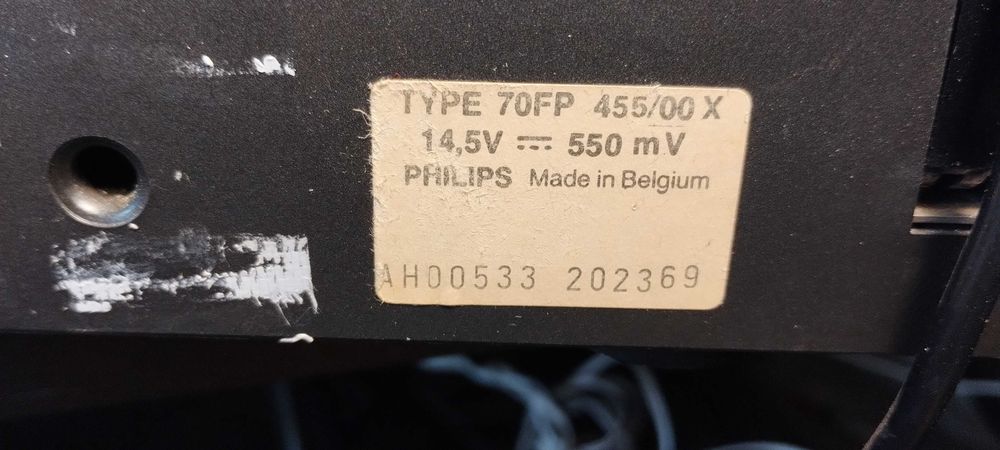 TYPE 70FP 455/00 X
14,5V ⎓ 550 mV
PHILIPS Made in Belgium
AH00533 202369